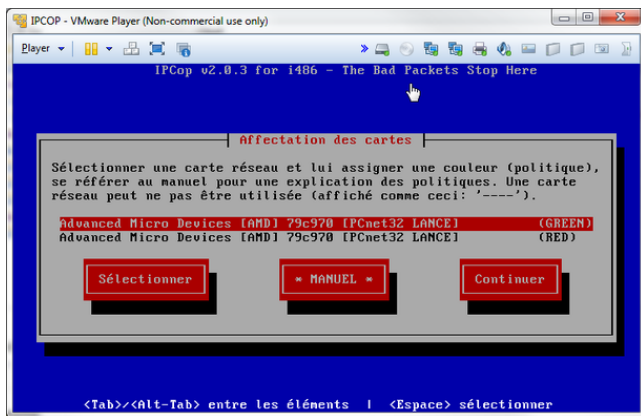 IPCOP - VMware Player (Non-commercial use only)
Player
IPCop v2.0.3 for i486 - The Bad Packets Stop Here
Affectation des cartes
Sélectionner une carte réseau et lui assigner une couleur (politique),
se référer au manuel pour une explication des politiques. Une carte
réseau peut ne pas être utilisée (affiché comme ceci: '----').
Advanced Micro Devices [AMD] 79c970 [PCnet32 LANCE] (GREEN)
Advanced Micro Devices [AMD] 79c970 [PCnet32 LANCE] (RED)
Sélectionner * MANUEL * Continuer
<Tab>/<Alt-Tab> entre les éléments | <Espace> sélectionner